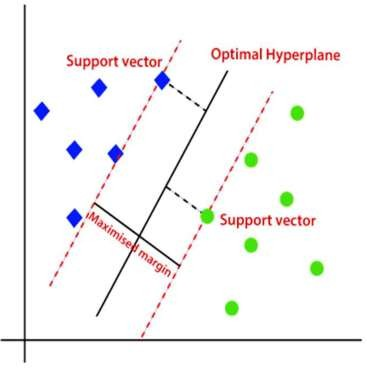 Optimal Hyperplane
Support vector
Support vector
Maximised margin